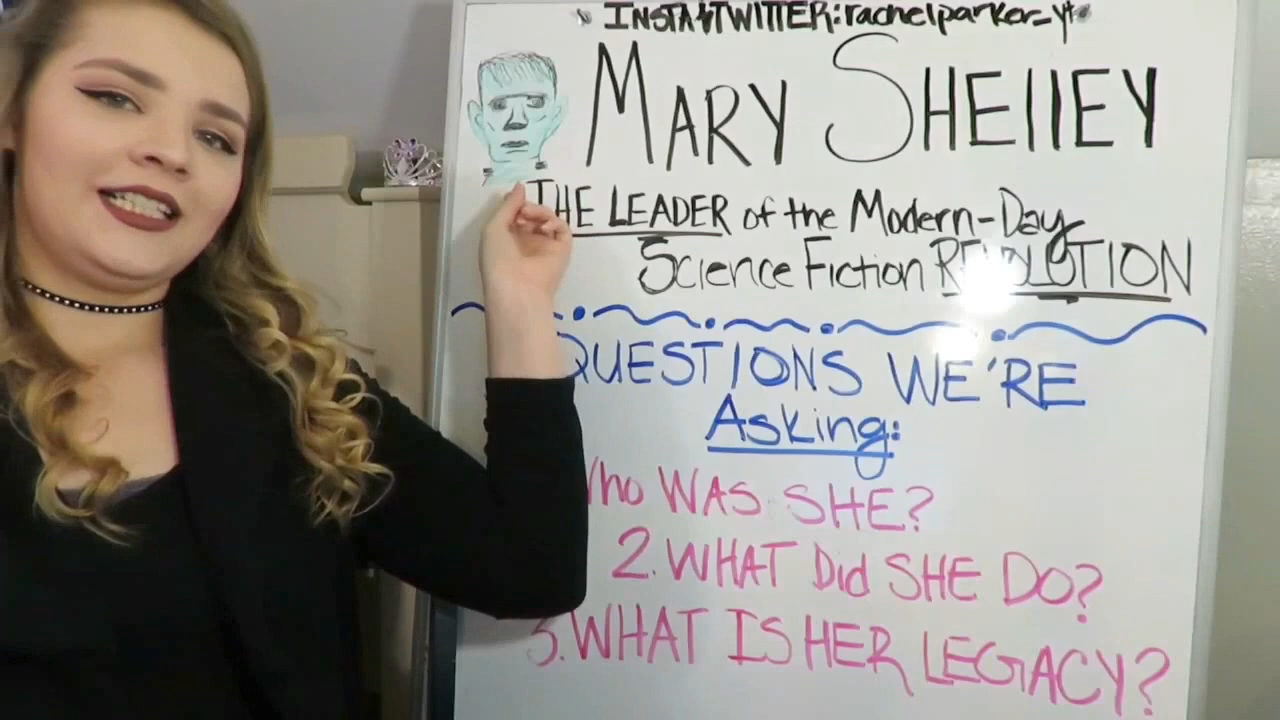 INSTA & TWITTER: rachelparker_yt
MARY SHEllEY
THE LEADER of the Modern-Day
Science Fiction REVOLUTION
QUESTIONS WE'RE
Asking:
Who WAS SHE?
2. WHAT Did SHE DO?
3. WHAT IS HER LEGACY?